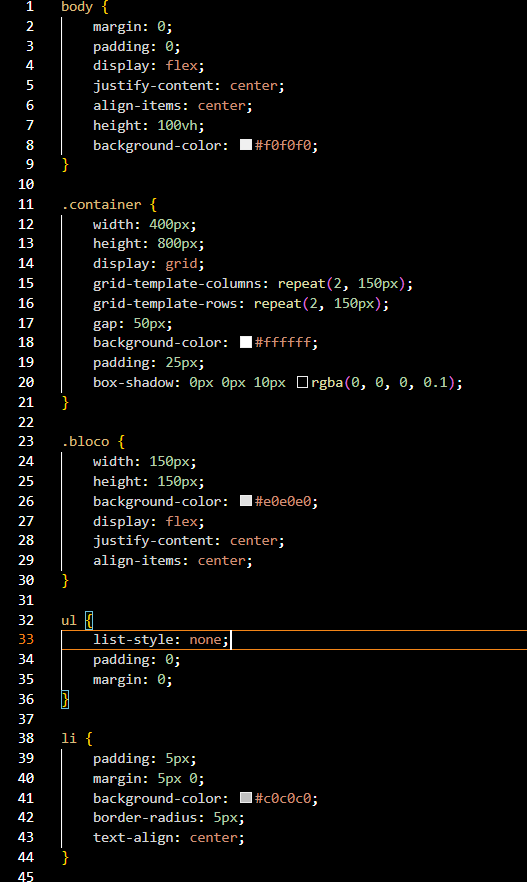 1 body {
2     margin: 0;
3     padding: 0;
4     display: flex;
5     justify-content: center;
6     align-items: center;
7     height: 100vh;
8     background-color: #f0f0f0;
9 }
10
11 .container {
12     width: 400px;
13     height: 800px;
14     display: grid;
15     grid-template-columns: repeat(2, 150px);
16     grid-template-rows: repeat(2, 150px);
17     gap: 50px;
18     background-color: #ffffff;
19     padding: 25px;
20     box-shadow: 0px 0px 10px rgba(0, 0, 0, 0.1);
21 }
22
23 .bloco {
24     width: 150px;
25     height: 150px;
26     background-color: #e0e0e0;
27     display: flex;
28     justify-content: center;
29     align-items: center;
30 }
31
32 ul {
33     list-style: none;
34     padding: 0;
35     margin: 0;
36 }
37
38 li {
39     padding: 5px;
40     margin: 5px 0;
41     background-color: #c0c0c0;
42     border-radius: 5px;
43     text-align: center;
44 }
45